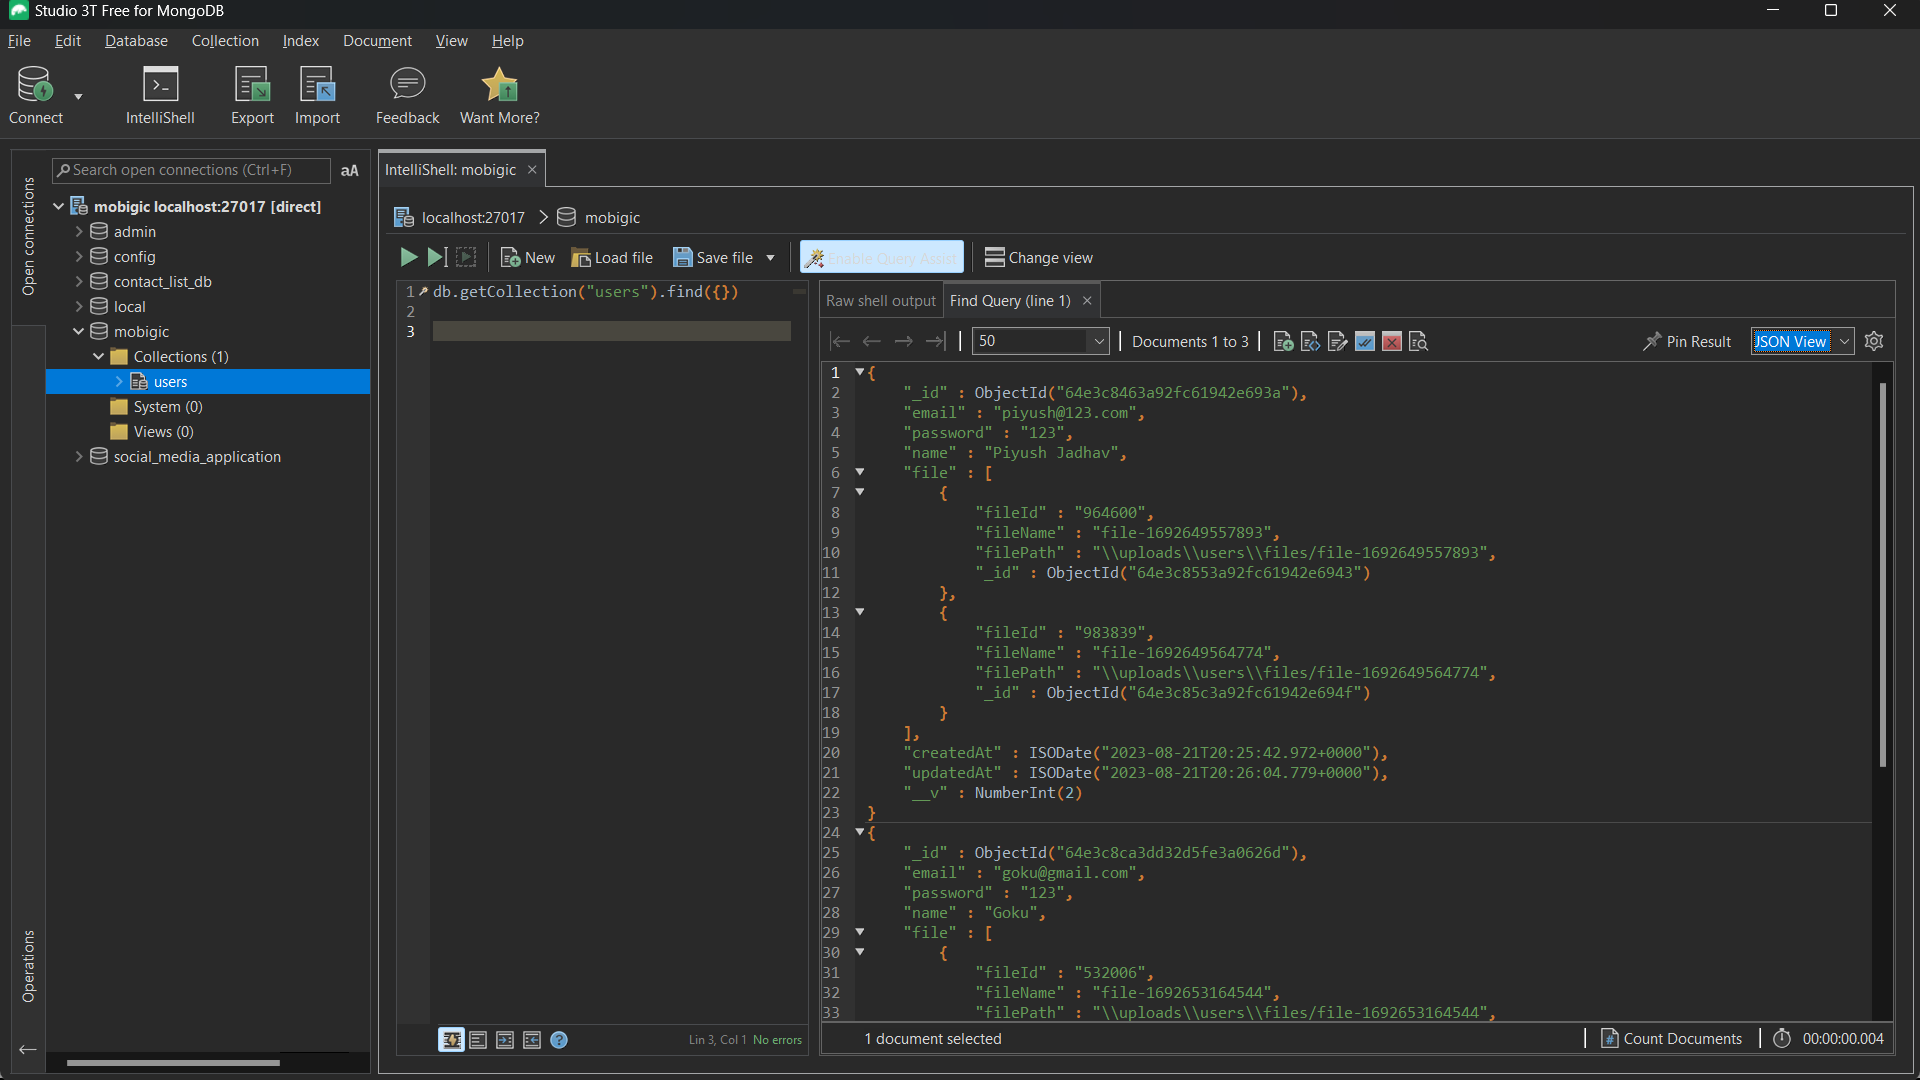 Studio 3T Free for MongoDB
File Edit Database Collection Index Document View Help
Connect IntelliShell Export Import Feedback Want More?
Open connections
Search open connections (Ctrl+F) aA
mobigic localhost:27017 [direct]
admin
config
contact_list_db
local
mobigic
Collections (1)
users
System (0)
Views (0)
social_media_application
Operations
IntelliShell: mobigic
localhost:27017 mobigic
New Load file Save file Enable Query Assist Change view
1 db.getCollection("users").find({})
2
3
Lin 3, Col 1 No errors
Raw shell output Find Query (line 1)
50 Documents 1 to 3 Pin Result JSON View
1 {
2 "_id" : ObjectId("64e3c8463a92fc61942e693a"),
3 "email" : "piyush@123.com",
4 "password" : "123",
5 "name" : "Piyush Jadhav",
6 "file" : [
7 {
8 "fileId" : "964600",
9 "fileName" : "file-1692649557893",
10 "filePath" : "\\uploads\\users\\files/file-1692649557893",
11 "_id" : ObjectId("64e3c8553a92fc61942e6943")
12 },
13 {
14 "fileId" : "983839",
15 "fileName" : "file-1692649564774",
16 "filePath" : "\\uploads\\users\\files/file-1692649564774",
17 "_id" : ObjectId("64e3c85c3a92fc61942e694f")
18 }
19 ],
20 "createdAt" : ISODate("2023-08-21T20:25:42.972+0000"),
21 "updatedAt" : ISODate("2023-08-21T20:26:04.779+0000"),
22 "__v" : NumberInt(2)
23 }
24 {
25 "_id" : ObjectId("64e3c8ca3dd32d5fe3a0626d"),
26 "email" : "goku@gmail.com",
27 "password" : "123",
28 "name" : "Goku",
29 "file" : [
30 {
31 "fileId" : "532006",
32 "fileName" : "file-1692653164544",
33 "filePath" : "\\uploads\\users\\files/file-1692653164544",
1 document selected Count Documents 00:00:00.004